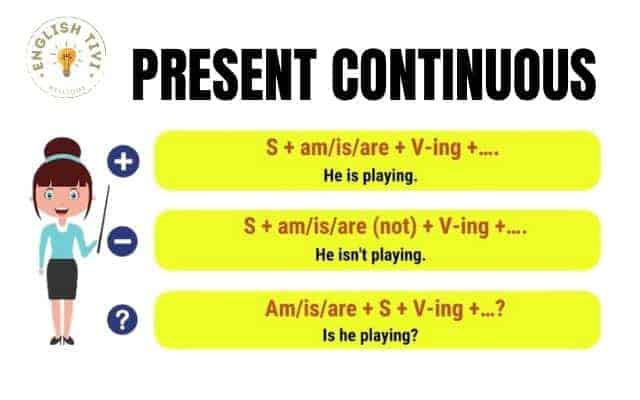 ENGLISH TIVI
WELCOME
PRESENT CONTINUOUS
+
S + am/is/are + V-ing +....
He is playing.
–
S + am/is/are (not) + V-ing +....
He isn't playing.
?
Am/is/are + S + V-ing +...?
Is he playing?